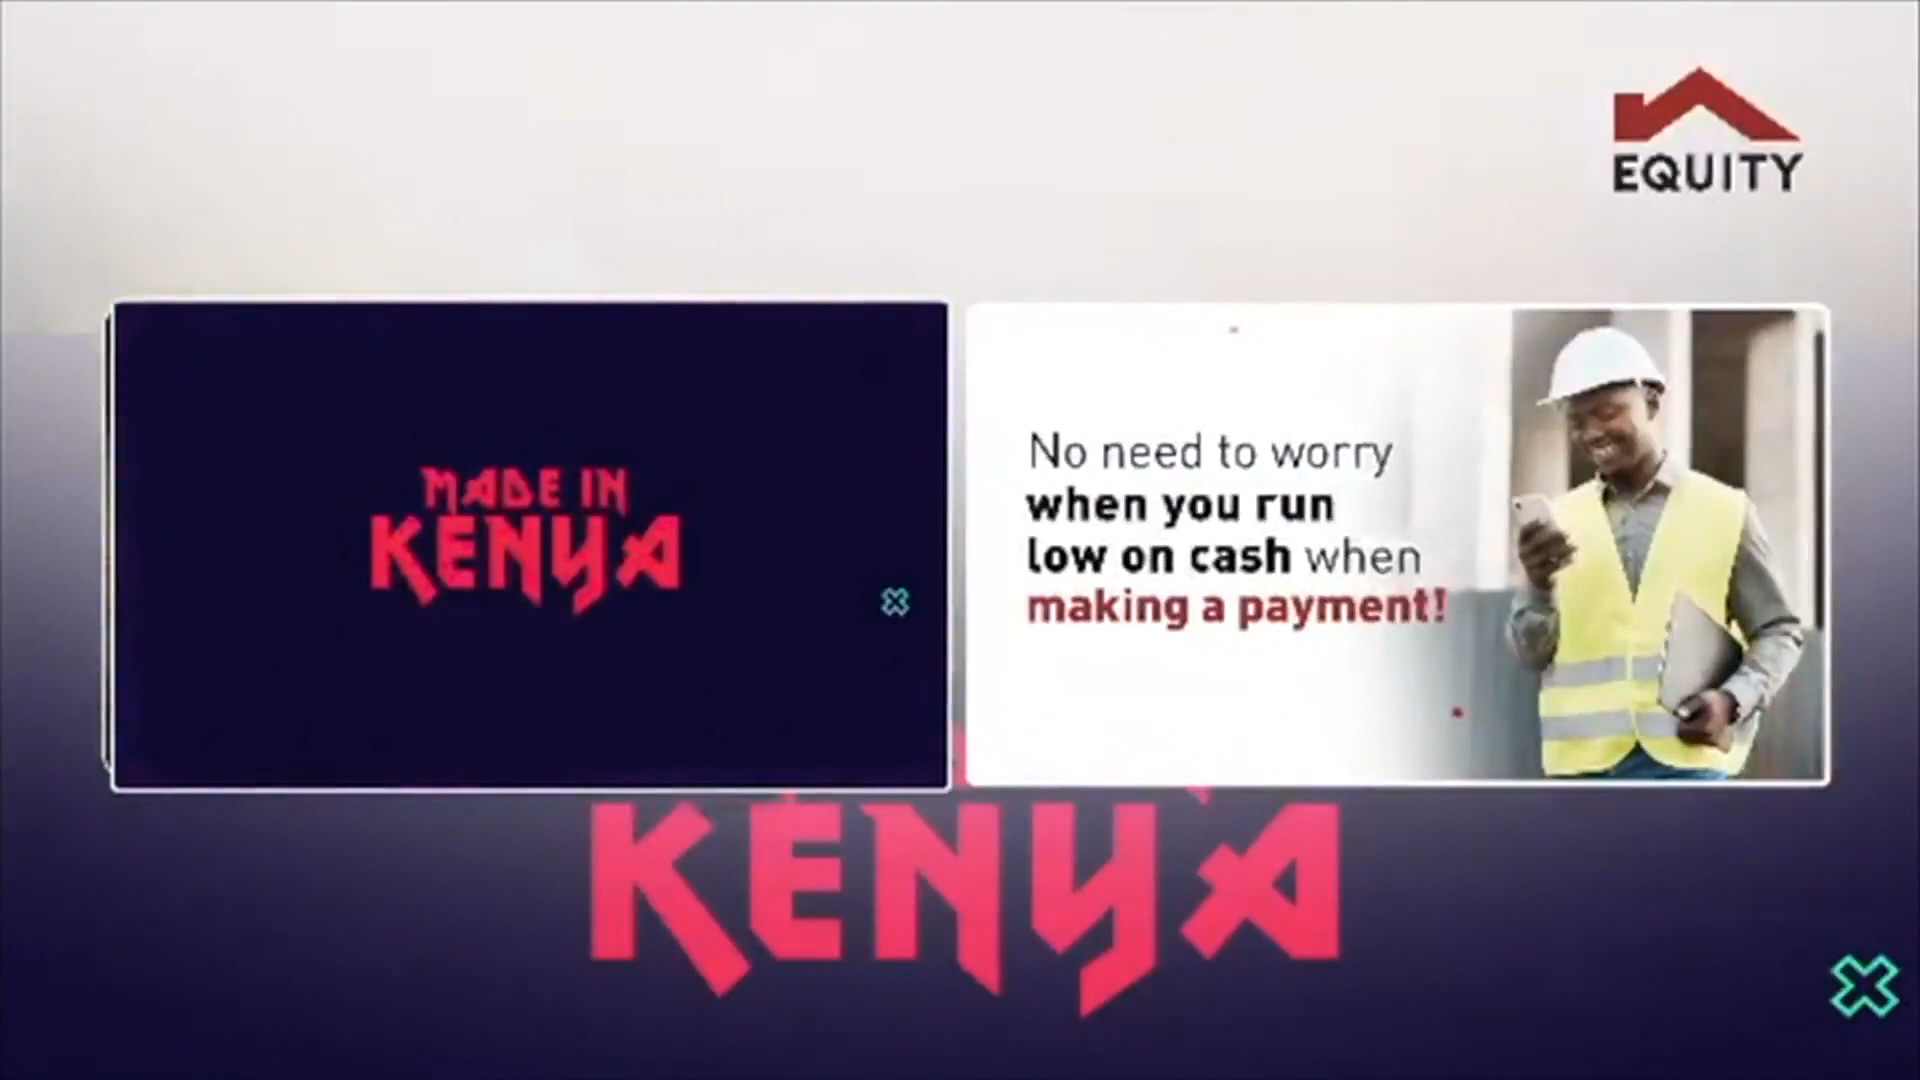 EQUITY
MADE IN
KENYA
No need to worry
when you run
low on cash when
making a payment!
KENYA